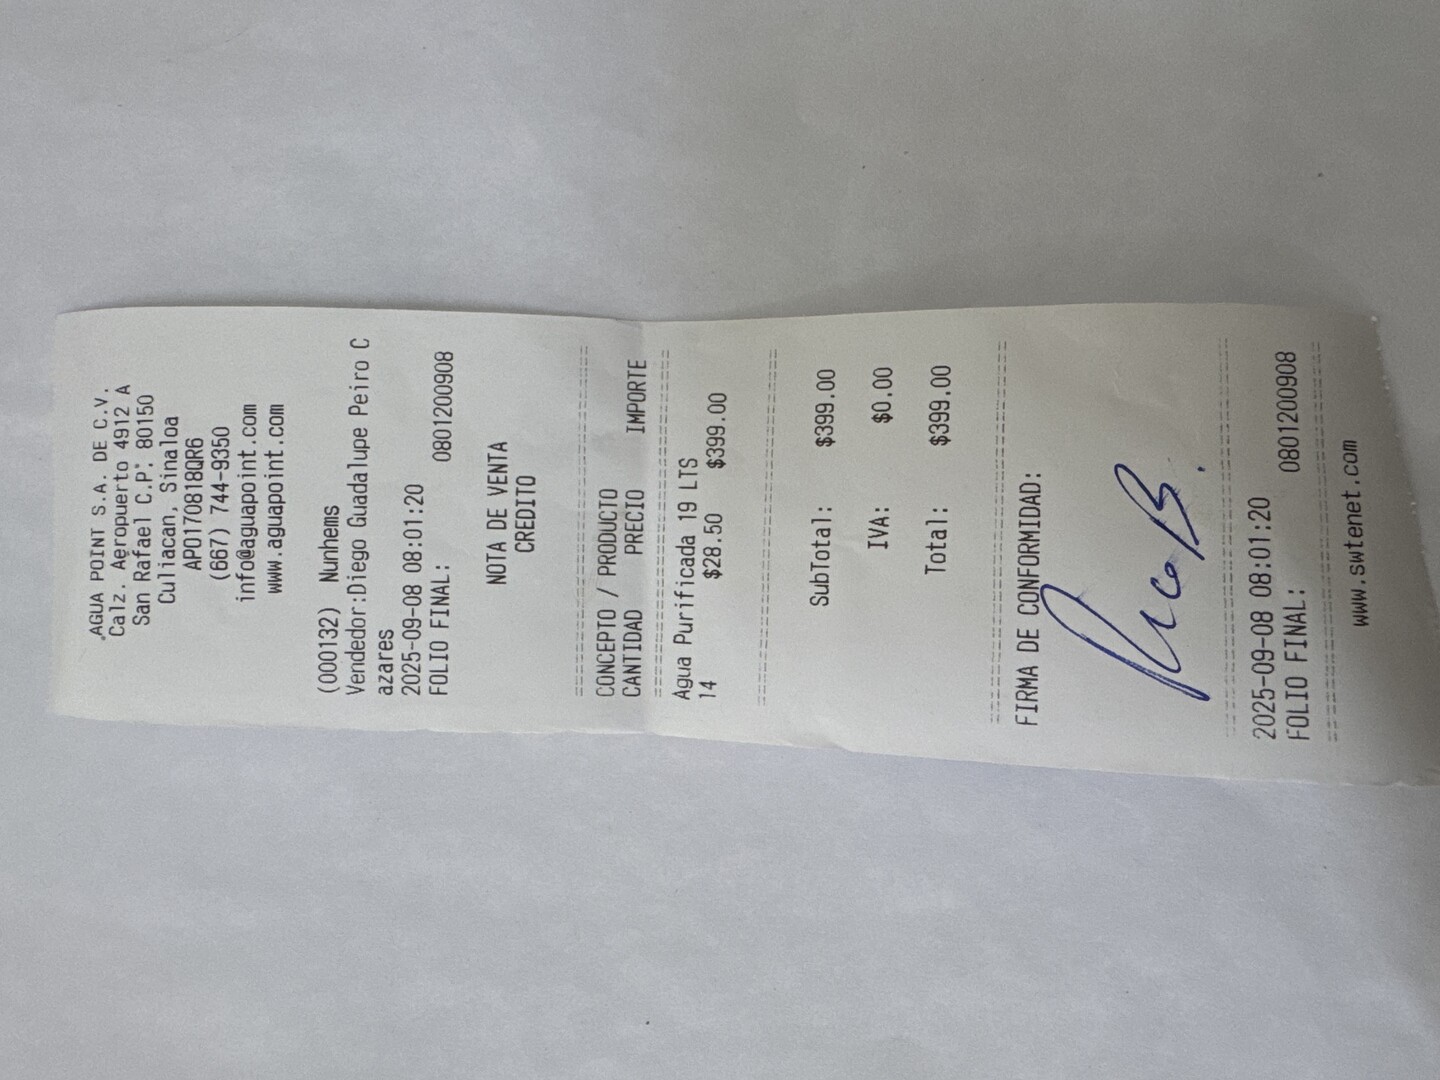 AGUA POINT S.A. DE C.V.
Calz. Aeropuerto 4912 A
San Rafael C.P. 80150
Culiacan, Sinaloa
APO170818QR6
(667) 744-9350
info@aguapoint.com
www.aguapoint.com
(000132) Nunhems
Vendedor:Diego Guadalupe Peiro C
azares
2025-09-08 08:01:20
FOLIO FINAL: 0801200908
NOTA DE VENTA
CREDITO
================================
CONCEPTO / PRODUCTO
CANTIDAD PRECIO IMPORTE
================================
Agua Purificada 19 LTS
14 $28.50 $399.00
================================
SubTotal: $399.00
IVA: $0.00
Total: $399.00
================================
FIRMA DE CONFORMIDAD:
Rico B.
================================
2025-09-08 08:01:20
FOLIO FINAL: 0801200908
================================
www.swtenet.com